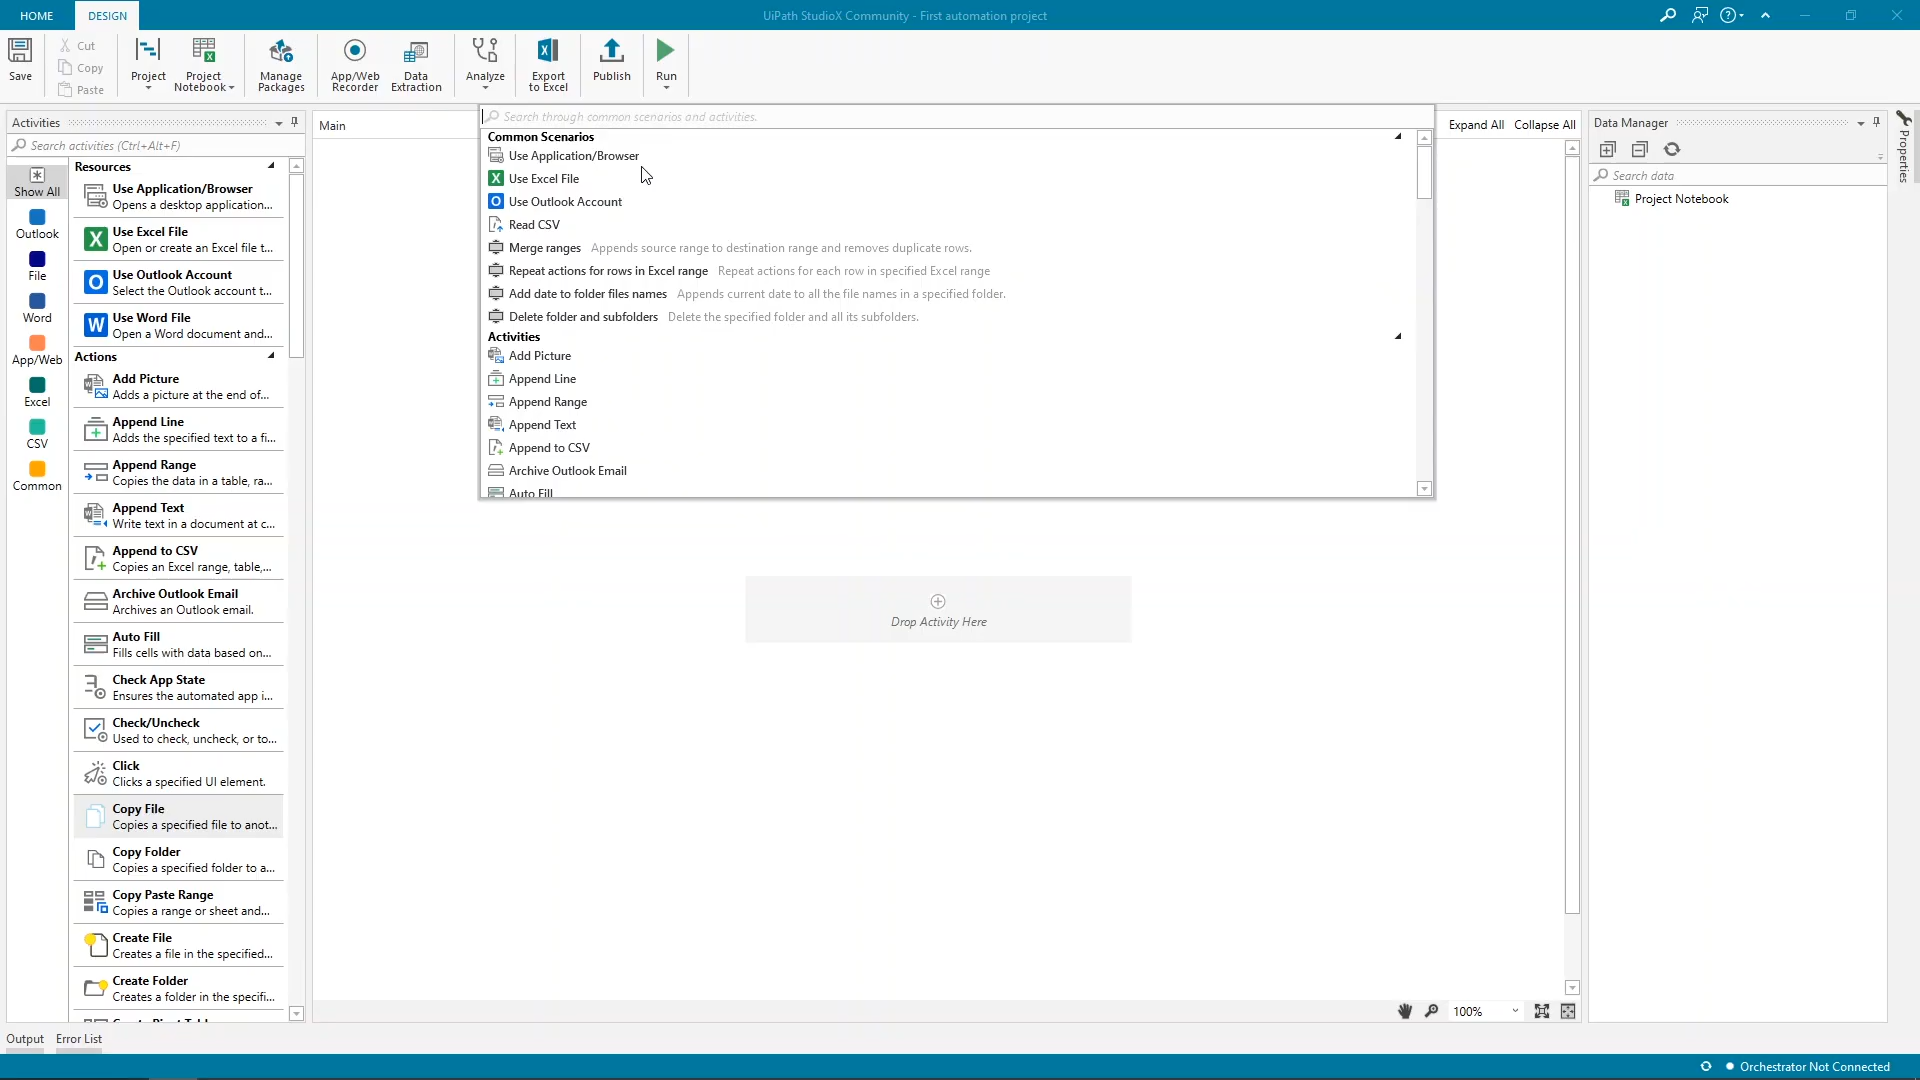 HOME
DESIGN
UiPath StudioX Community - First automation project
Save
Cut
Copy
Paste
Project
Project
Notebook
Manage
Packages
App/Web
Recorder
Data
Extraction
Analyze
Export
to Excel
Publish
Run
Activities
Search activities (Ctrl+Alt+F)
Show All
Outlook
File
Word
App/Web
Excel
CSV
Common
Resources
Use Application/Browser
Opens a desktop application...
Use Excel File
Open or create an Excel file t...
Use Outlook Account
Select the Outlook account t...
Use Word File
Open a Word document and...
Actions
Add Picture
Adds a picture at the end of...
Append Line
Adds the specified text to a fi...
Append Range
Copies the data in a table, ra...
Append Text
Write text in a document at c...
Append to CSV
Copies an Excel range, table,...
Archive Outlook Email
Archives an Outlook email.
Auto Fill
Fills cells with data based on...
Check App State
Ensures the automated app i...
Check/Uncheck
Used to check, uncheck, or to...
Click
Clicks a specified UI element.
Copy File
Copies a specified file to anot...
Copy Folder
Copies a specified folder to a...
Copy Paste Range
Copies a range or sheet and...
Create File
Creates a file in the specified...
Create Folder
Creates a folder in the specifi...
Main
Search through common scenarios and activities.
Common Scenarios
Use Application/Browser
Use Excel File
Use Outlook Account
Read CSV
Merge ranges Appends source range to destination range and removes duplicate rows.
Repeat actions for rows in Excel range Repeat actions for each row in specified Excel range
Add date to folder files names Appends current date to all the file names in a specified folder.
Delete folder and subfolders Delete the specified folder and all its subfolders.
Activities
Add Picture
Append Line
Append Range
Append Text
Append to CSV
Archive Outlook Email
Auto Fill
Expand All Collapse All
Drop Activity Here
100%
Data Manager
Search data
Project Notebook
Properties
Output
Error List
Orchestrator Not Connected